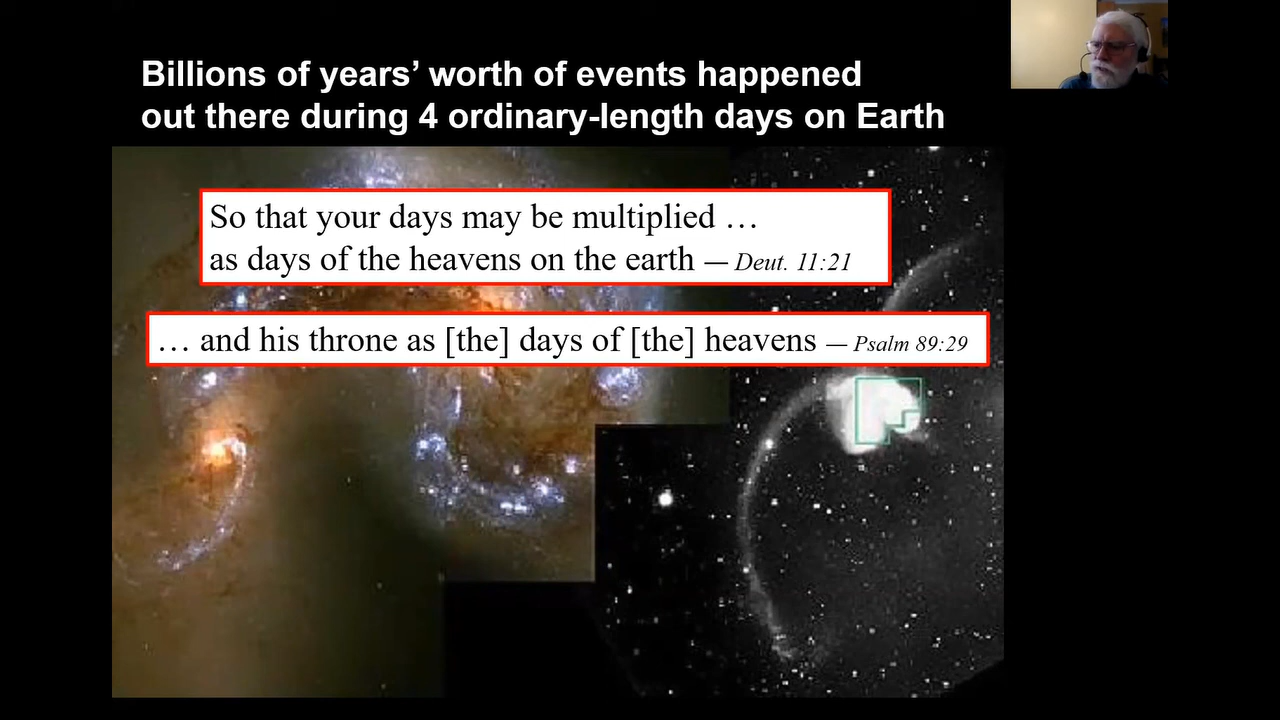 Billions of years’ worth of events happened
out there during 4 ordinary-length days on Earth
So that your days may be multiplied …
as days of the heavens on the earth — Deut. 11:21
… and his throne as [the] days of [the] heavens — Psalm 89:29